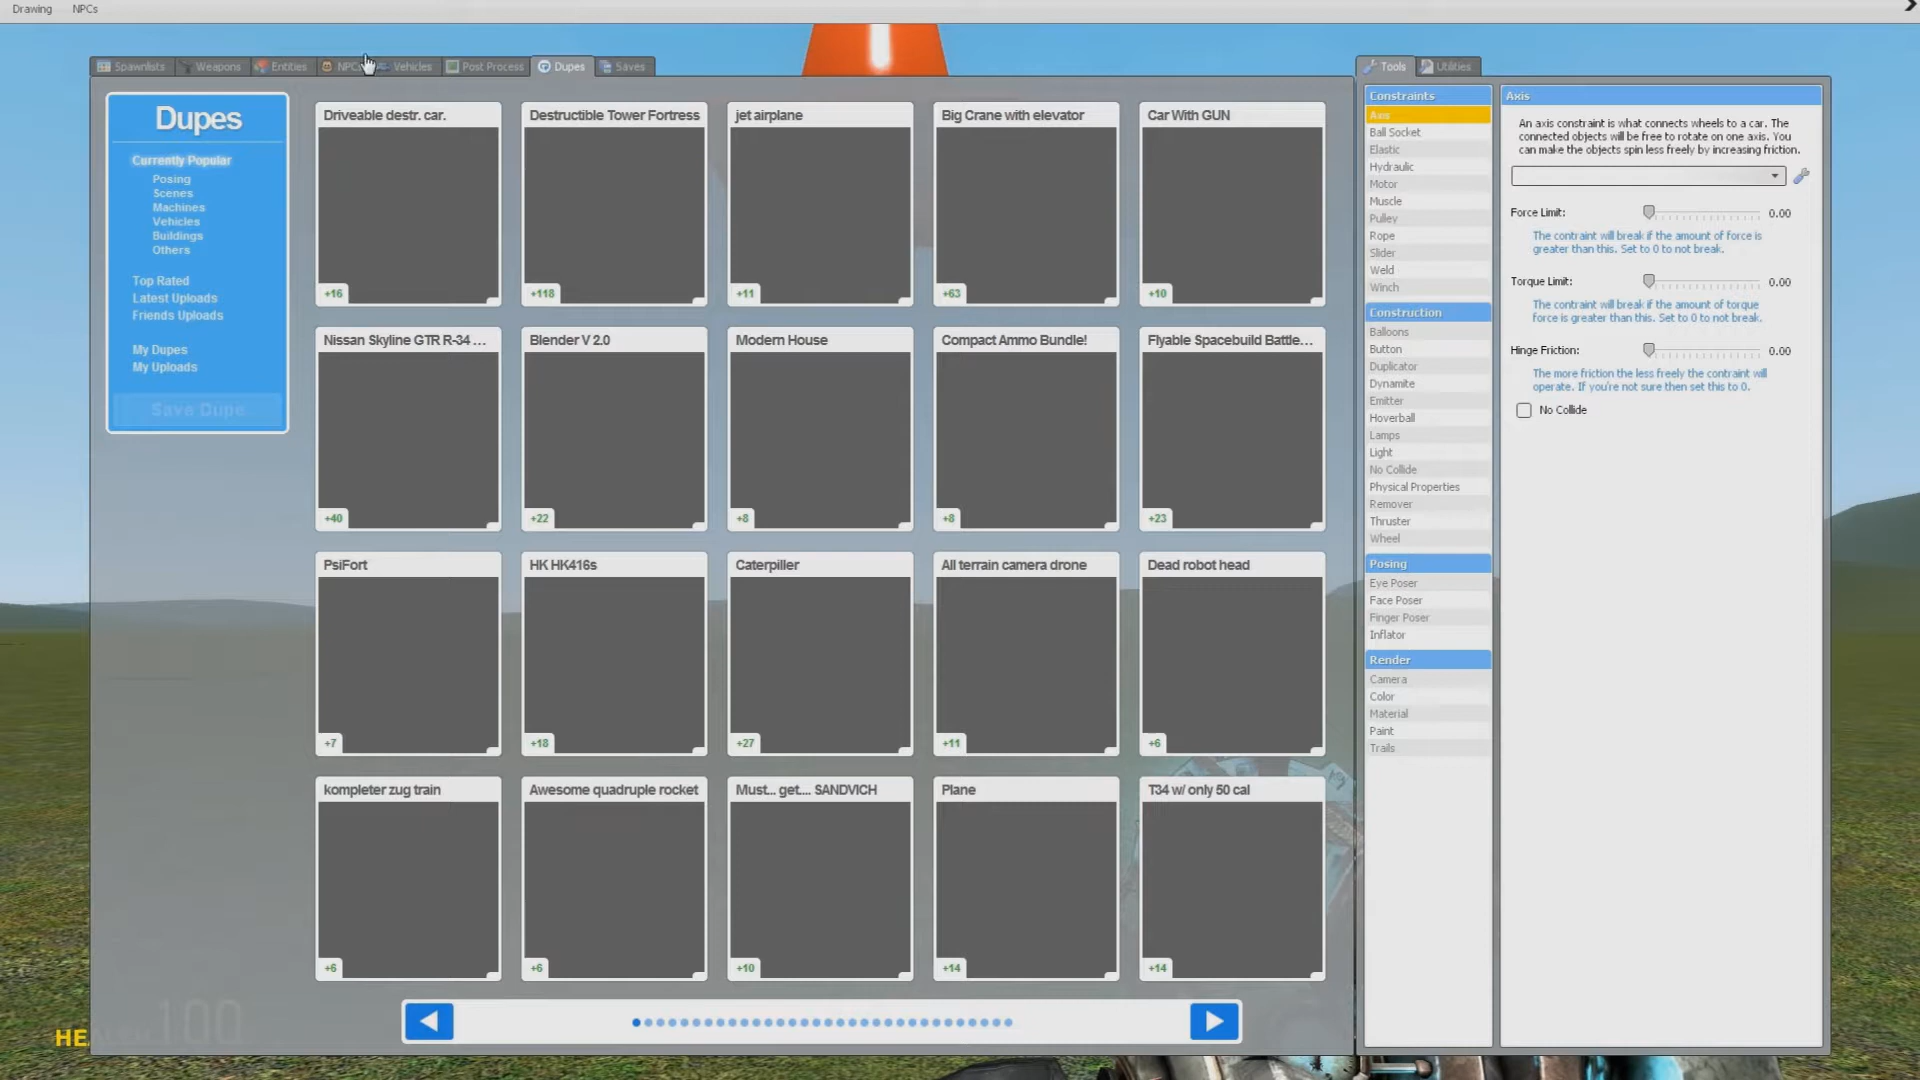 Drawing NPCs
Spawnlists Weapons Entities NPCs Vehicles Post Process Dupes Saves
Tools Utilities
Dupes
Currently Popular
Posing
Scenes
Machines
Vehicles
Buildings
Others
Top Rated
Latest Uploads
Friends Uploads
My Dupes
My Uploads
Save Dupe
Driveable destr. car. Destructible Tower Fortress jet airplane Big Crane with elevator Car With GUN
+16 +118 +11 +63 +10
Nissan Skyline GTR R-34 ... Blender V 2.0 Modern House Compact Ammo Bundle! Flyable Spacebuild Battle...
+40 +22 +8 +8 +23
PsiFort HK HK416s Caterpiller All terrain camera drone Dead robot head
+7 +18 +27 +11 +6
kompleter zug train Awesome quadruple rocket Must... get.... SANDVICH Plane T34 w/ only 50 cal
+6 +6 +10 +14 +14
100
Constraints
Axis
Ball Socket
Elastic
Hydraulic
Motor
Muscle
Pulley
Rope
Slider
Weld
Winch
Construction
Balloons
Button
Duplicator
Dynamite
Emitter
Hoverball
Lamps
Light
No Collide
Physical Properties
Remover
Thruster
Wheel
Posing
Eye Poser
Face Poser
Finger Poser
Inflator
Render
Camera
Color
Material
Paint
Trails
Axis
An axis constraint is what connects wheels to a car. The
connected objects will be free to rotate on one axis. You
can make the objects spin less freely by increasing friction.
Force Limit: 0.00
The contraint will break if the amount of force is
greater than this. Set to 0 to not break.
Torque Limit: 0.00
The contraint will break if the amount of torque
force is greater than this. Set to 0 to not break.
Hinge Friction: 0.00
The more friction the less freely the contraint will
operate. If you're not sure then set this to 0.
No Collide